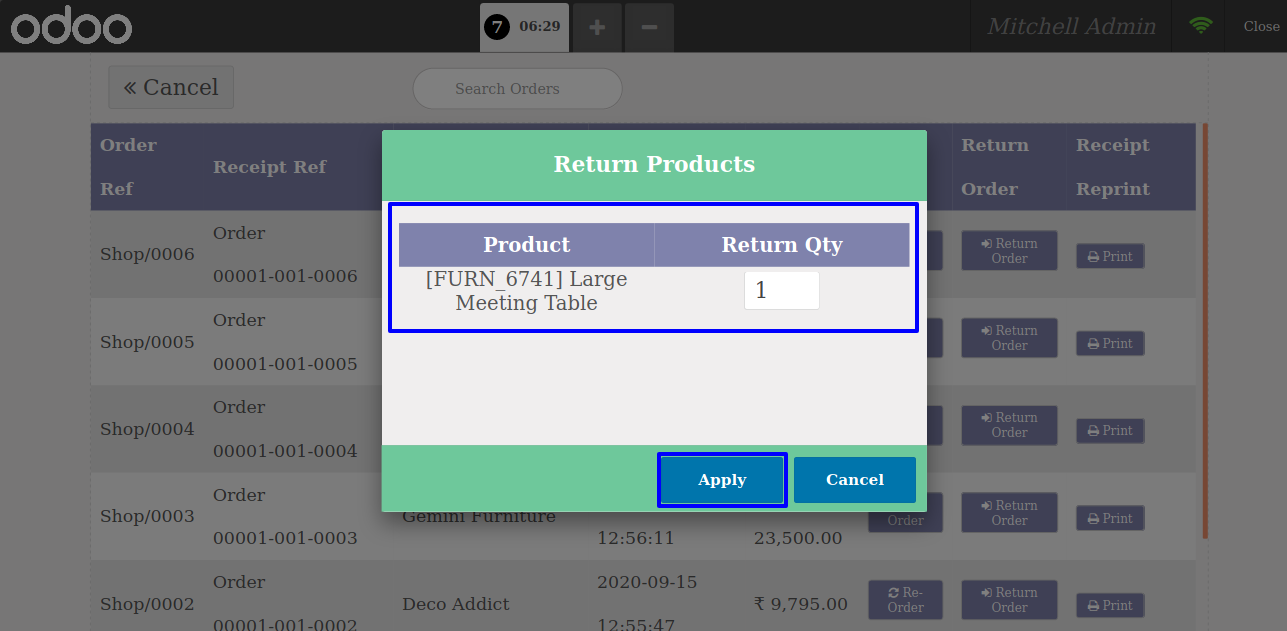 odoo
7 06:29
Mitchell Admin
Close
Cancel
Search Orders
Order
Ref
Receipt Ref
Return
Order
Receipt
Reprint
Return Products
Product
Return Qty
[FURN_6741] Large
Meeting Table
1
Apply
Cancel
Shop/0006
Order
00001-001-0006
Return
Order
Print
Shop/0005
Order
00001-001-0005
Return
Order
Print
Shop/0004
Order
00001-001-0004
Return
Order
Print
Shop/0003
Order
00001-001-0003
Gemini Furniture
12:56:11
23,500.00
Order
Return
Order
Print
Shop/0002
Order
00001-001-0002
Deco Addict
2020-09-15
12:55:47
₹ 9,795.00
Re-
Order
Return
Order
Print